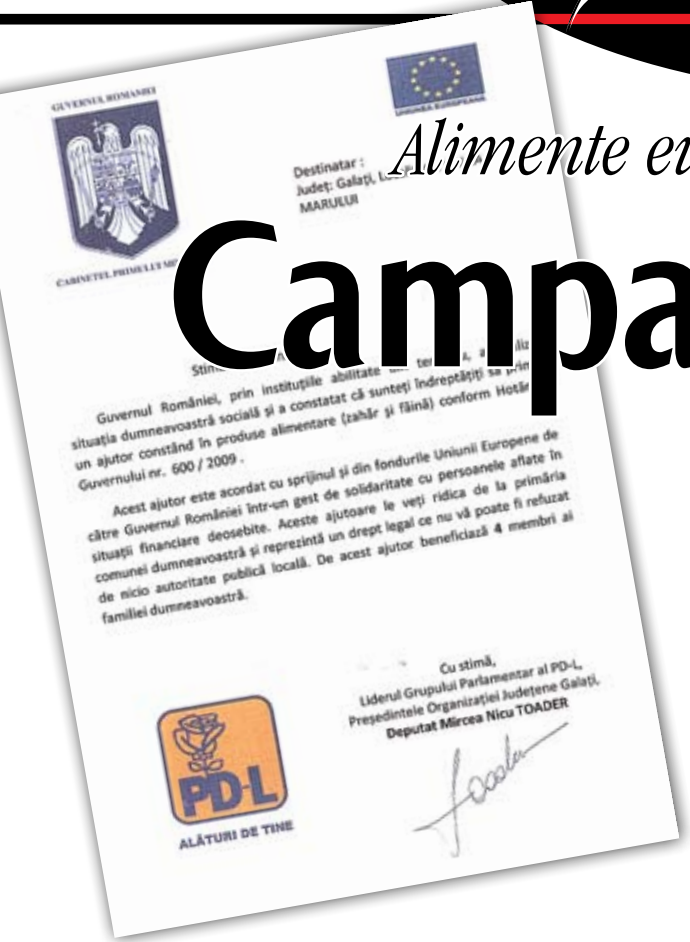 GUVERNUL ROMANIEI
UNIUNEA EUROPEANA
CABINETUL PRIMULUI
Alimente eu
Destinatar :
Județ: Galați,
MARULUI
Campa
Guvernul României, prin instituțiile abilitate
situația dumneavoastră socială și a constatat că sunteți îndreptățiți să prim
un ajutor constând în produse alimentare (zahăr și făină) conform Hotăr
Guvernului nr. 600 / 2009 .
Acest ajutor este acordat cu sprijinul și din fondurile Uniunii Europene de
către Guvernul României într-un gest de solidaritate cu persoanele aflate în
situații financiare deosebite. Aceste ajutoare le veți ridica de la primăria
comunei dumneavoastră și reprezintă un drept legal ce nu vă poate fi refuzat
de nicio autoritate publică locală. De acest ajutor beneficiază 4 membri ai
familiei dumneavoastră.
Cu stimă,
Liderul Grupului Parlamentar al PD-L,
Președintele Organizației Județene Galați,
Deputat Mircea Nicu TOADER
PD-L
ALĂTURI DE TINE